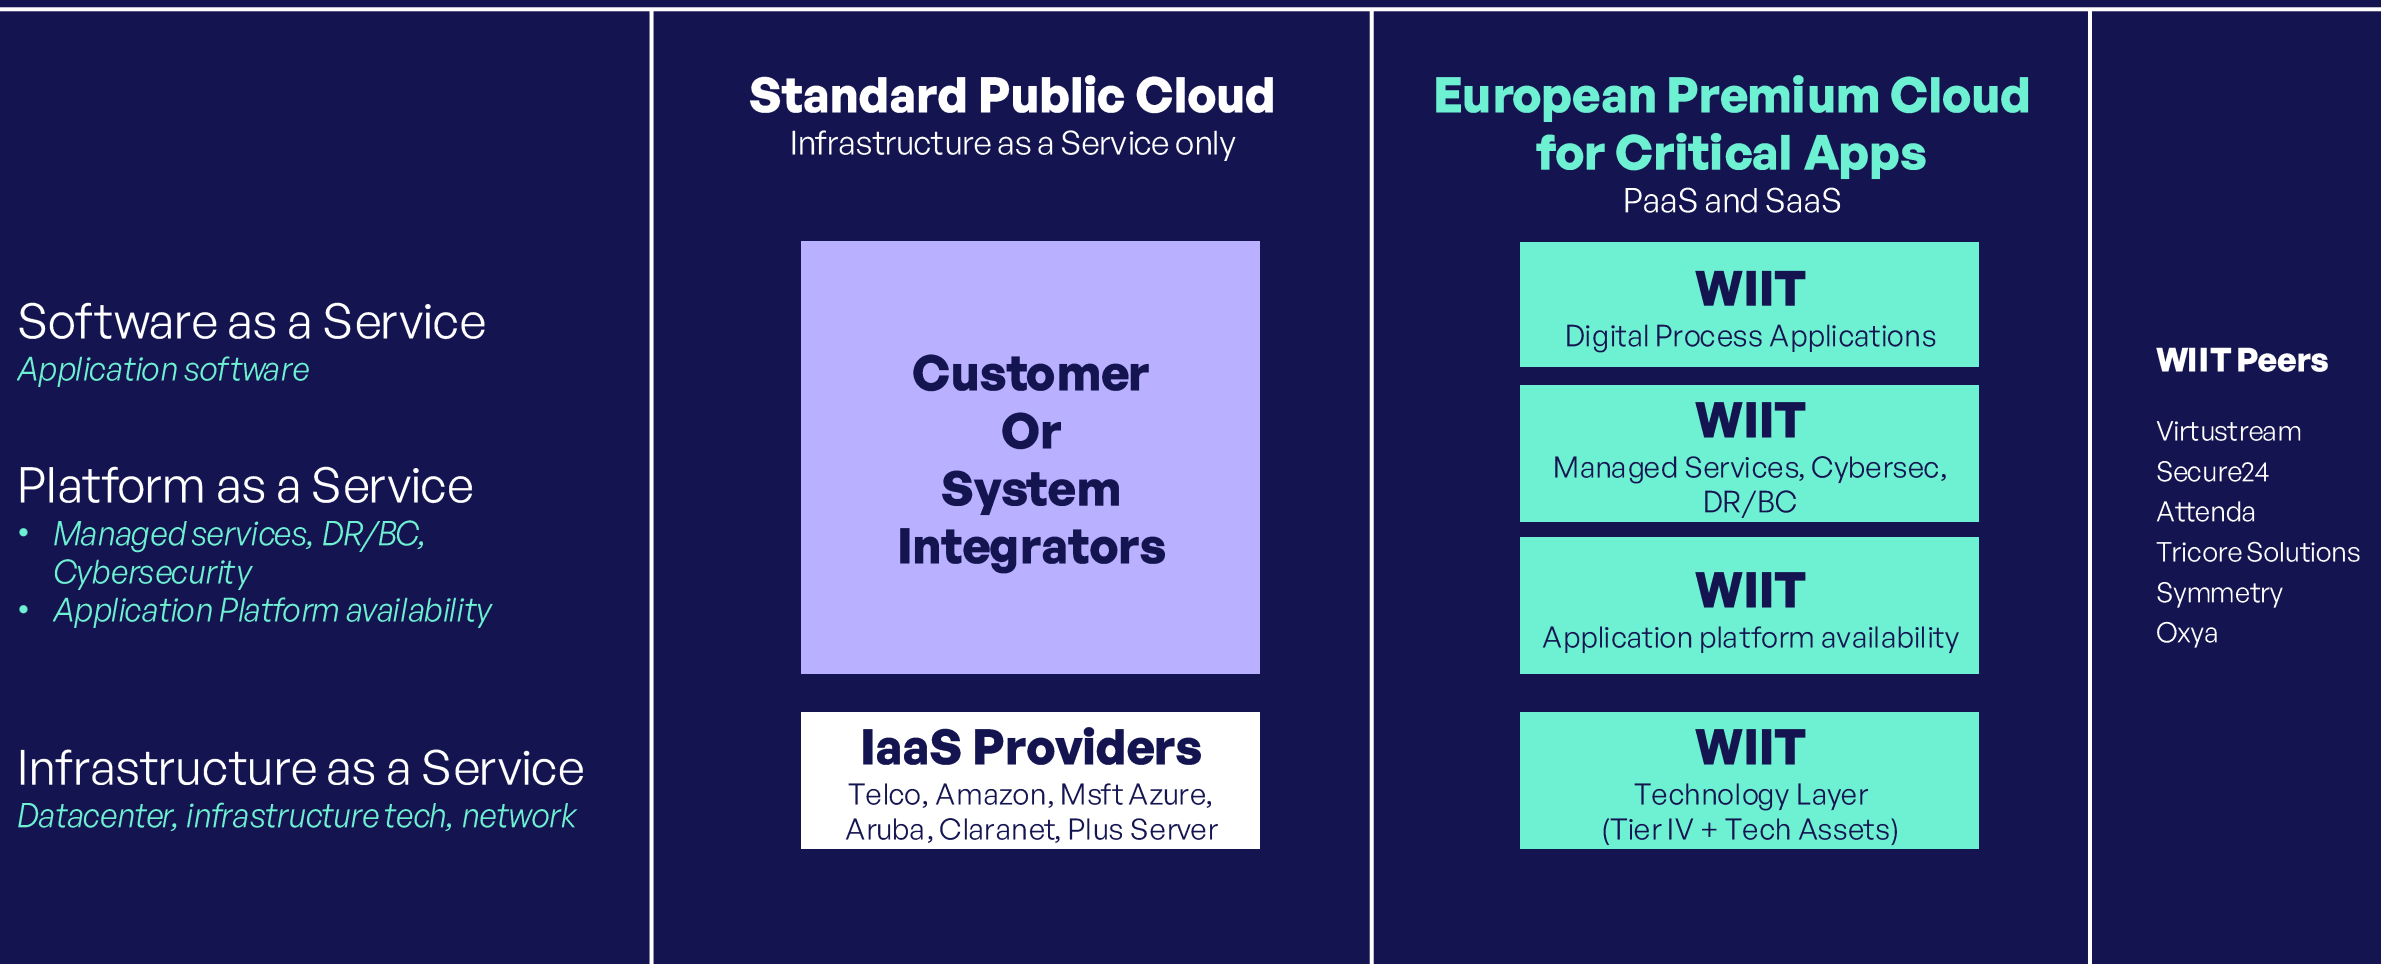 Standard Public Cloud
Infrastructure as a Service only
European Premium Cloud
for Critical Apps
PaaS and SaaS
Software as a Service
Application software
Platform as a Service
• Managed services, DR/BC,
Cybersecurity
• Application Platform availability
Infrastructure as a Service
Datacenter, infrastructure tech, network
Customer
Or
System
Integrators
IaaS Providers
Telco, Amazon, Msft Azure,
Aruba, Claranet, Plus Server
WIIT
Digital Process Applications
WIIT
Managed Services, Cybersec,
DR/BC
WIIT
Application platform availability
WIIT
Technology Layer
(Tier IV + Tech Assets)
WIIT Peers
Virtustream
Secure24
Attenda
Tricore Solutions
Symmetry
Oxya